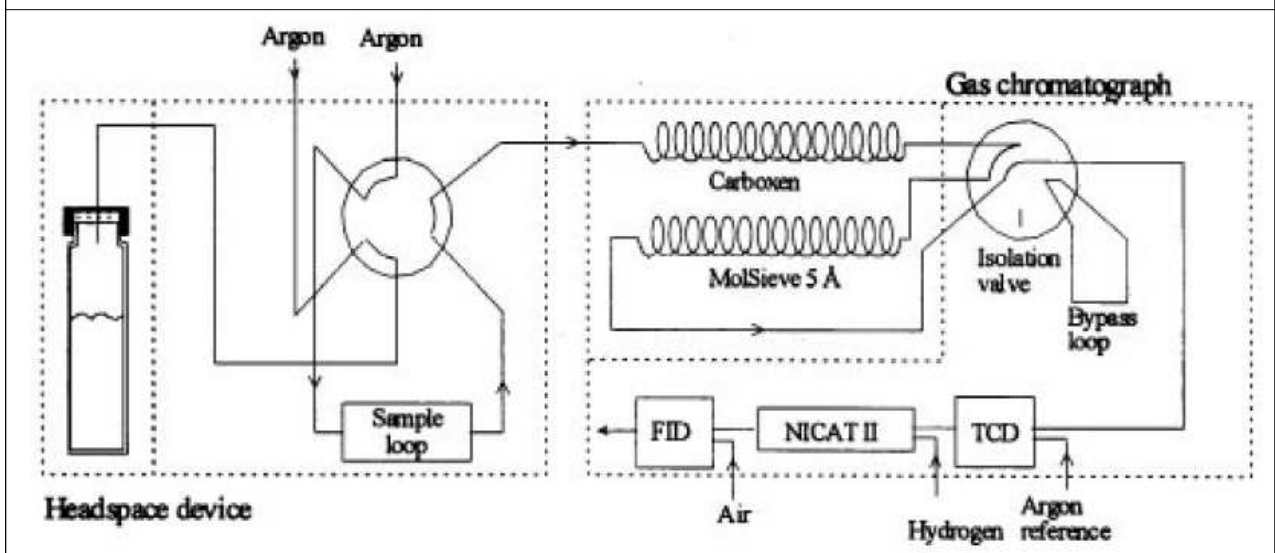 Argon
Argon
Gas chromatograph
Carboxen
MolSieve 5 Å
Isolation
valve
Bypass
loop
Sample
loop
FID
NICAT II
TCD
Headspace device
Air
Hydrogen
Argon
reference